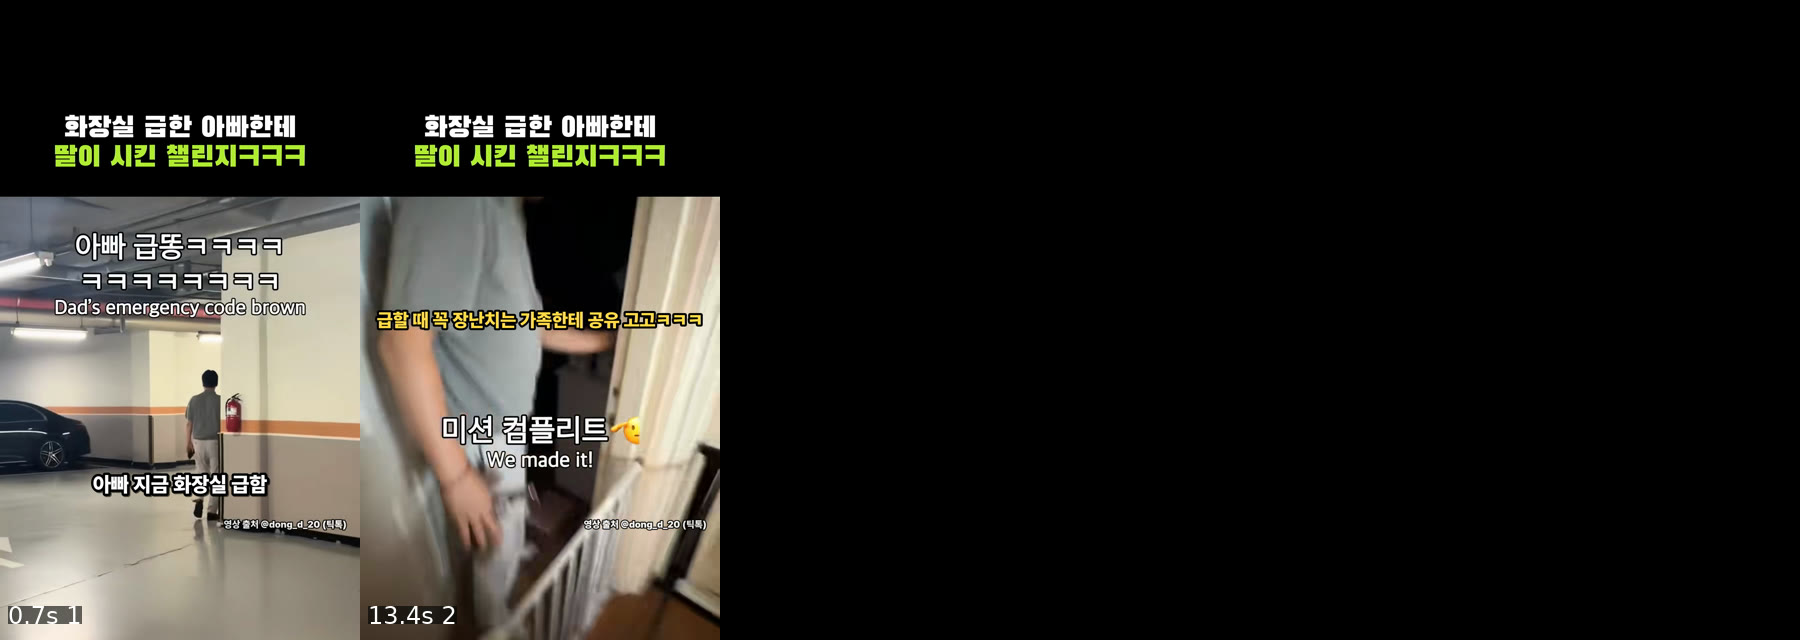 화장실 급한 아빠한테
딸이 시킨 챌린지ㅋㅋㅋ
아빠 급똥ㅋㅋㅋㅋ
ㅋㅋㅋㅋㅋㅋㅋㅋ
Dad's emergency code brown
아빠 지금 화장실 급함
영상 출처 @dong_d_20 (틱톡)
0.7s 1
화장실 급한 아빠한테
딸이 시킨 챌린지ㅋㅋㅋ
급할 때 꼭 장난치는 가족한테 공유 고고ㅋㅋㅋ
미션 컴플리트🫡
We made it!
영상 출처 @dong_d_20 (틱톡)
13.4s 2